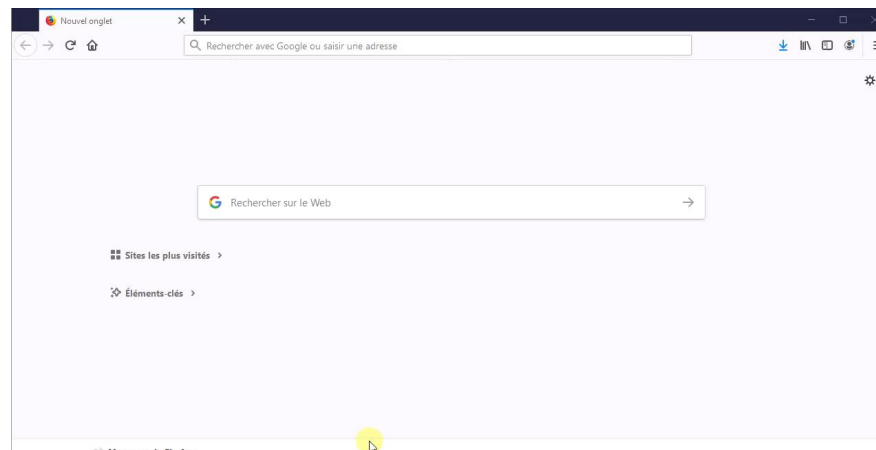 Nouvel onglet
Rechercher avec Google ou saisir une adresse
Rechercher sur le Web
Sites les plus visités
Éléments-clés